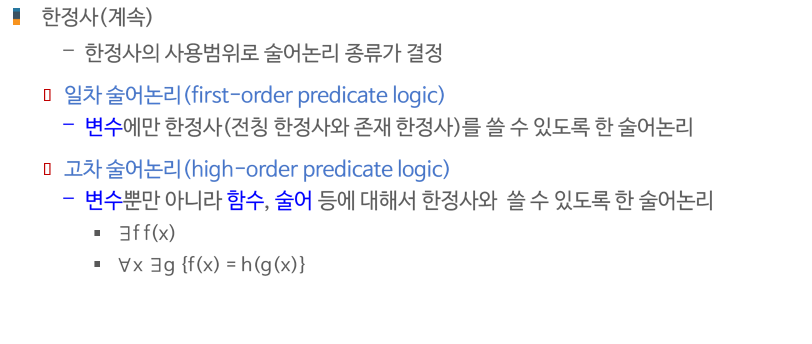 한정사(계속)
– 한정사의 사용범위로 술어논리 종류가 결정
일차 술어논리(first-order predicate logic)
– 변수에만 한정사(전칭 한정사와 존재 한정사)를 쓸 수 있도록 한 술어논리
고차 술어논리(high-order predicate logic)
– 변수뿐만 아니라 함수, 술어 등에 대해서 한정사와 쓸 수 있도록 한 술어논리
▪ ∃f f(x)
▪ ∀x ∃g {f(x) = h(g(x)}